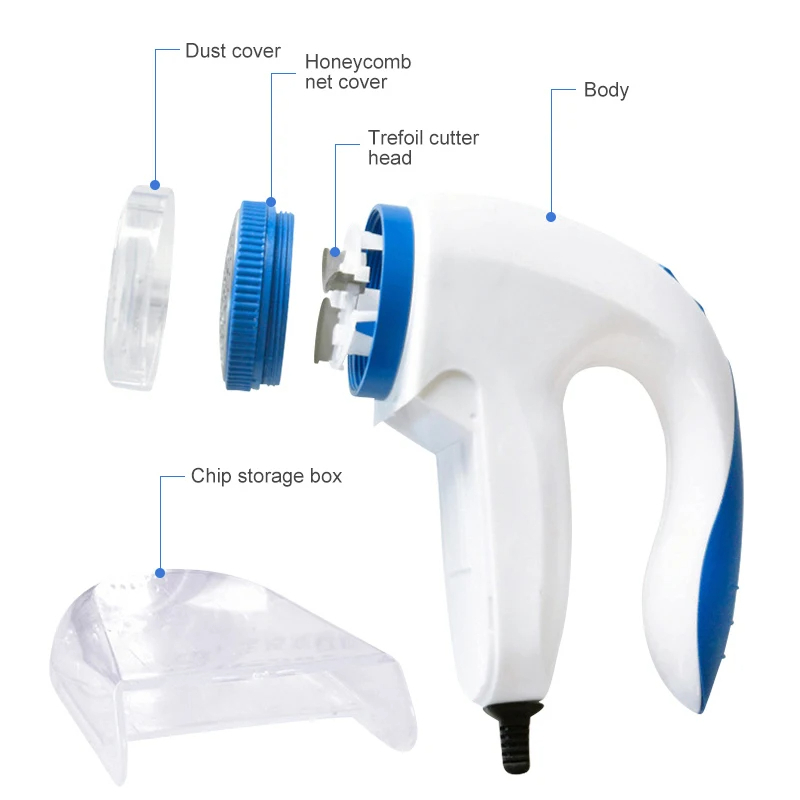 Dust cover
Honeycomb
net cover
Body
Trefoil cutter
head
Chip storage box